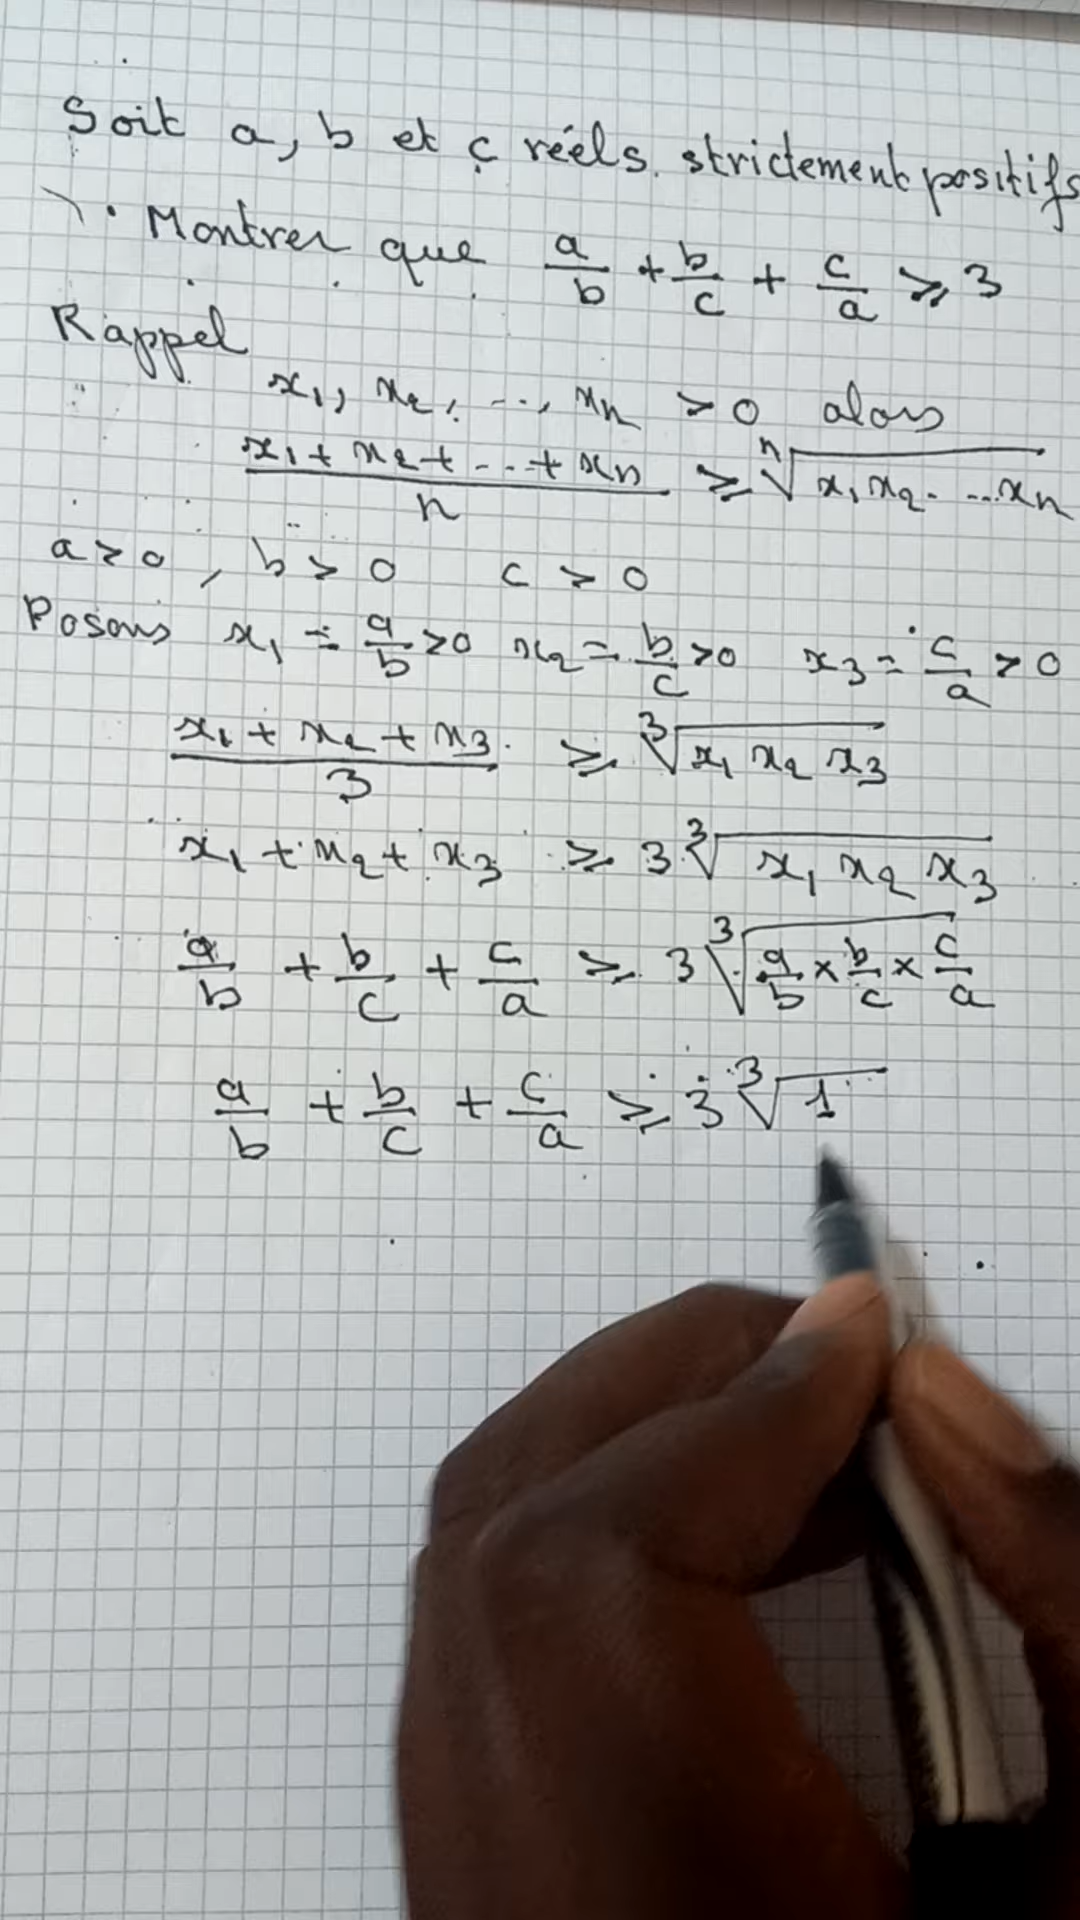 Soit a, b et c réels strictement positifs
• Montrer que a/b + b/c + c/a ⩾ 3
Rappel
x₁, x₂, ..., xₙ > 0 alors
(x₁ + x₂ + ... + xₙ)/n ⩾ ⁿ√(x₁ x₂ ... xₙ)
a > 0, b > 0 c > 0
Posons x₁ = a/b > 0 x₂ = b/c > 0 x₃ = c/a > 0
(x₁ + x₂ + x₃)/3 ⩾ ³√(x₁ x₂ x₃)
x₁ + x₂ + x₃ ⩾ 3 ³√(x₁ x₂ x₃)
a/b + b/c + c/a ⩾ 3 ³√(a/b × b/c × c/a)
a/b + b/c + c/a ⩾ 3 ³√1